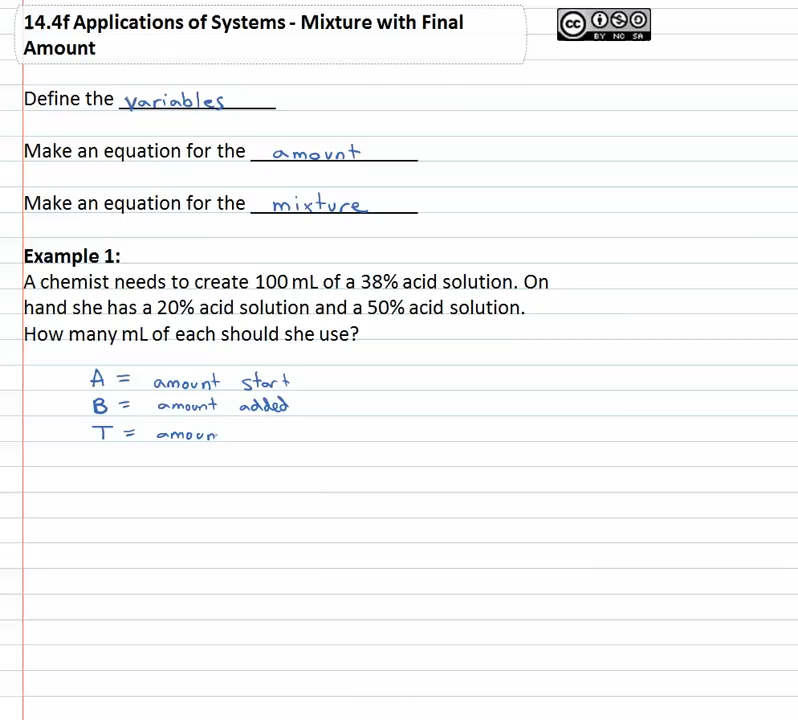 14.4f Applications of Systems - Mixture with Final
Amount
cc BY NC SA
Define the variables
Make an equation for the amount
Make an equation for the mixture
Example 1:
A chemist needs to create 100 mL of a 38% acid solution. On
hand she has a 20% acid solution and a 50% acid solution.
How many mL of each should she use?
A = amount start
B = amount added
T = amoun